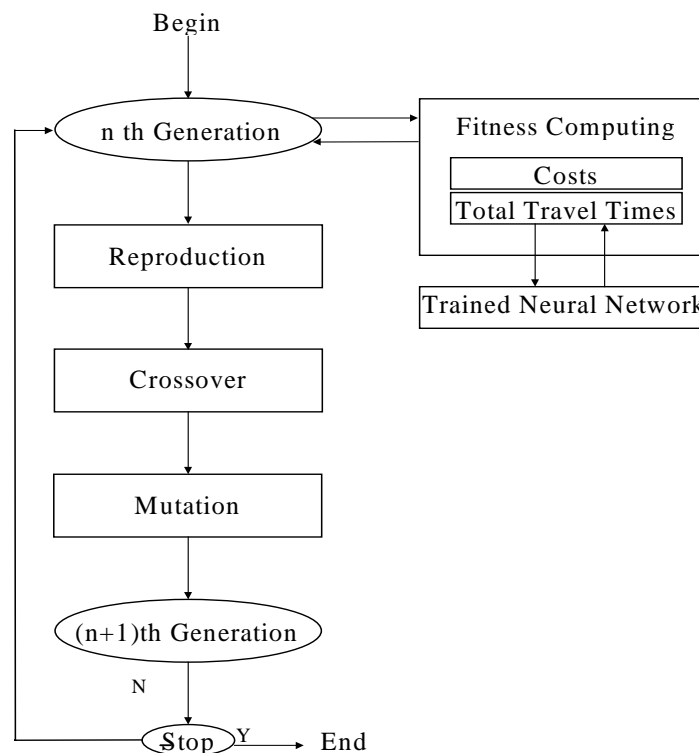 Begin
n th Generation
Fitness Computing
Costs
Total Travel Times
Reproduction
Trained Neural Network
Crossover
Mutation
(n+1)th Generation
N
Stop
Y
End